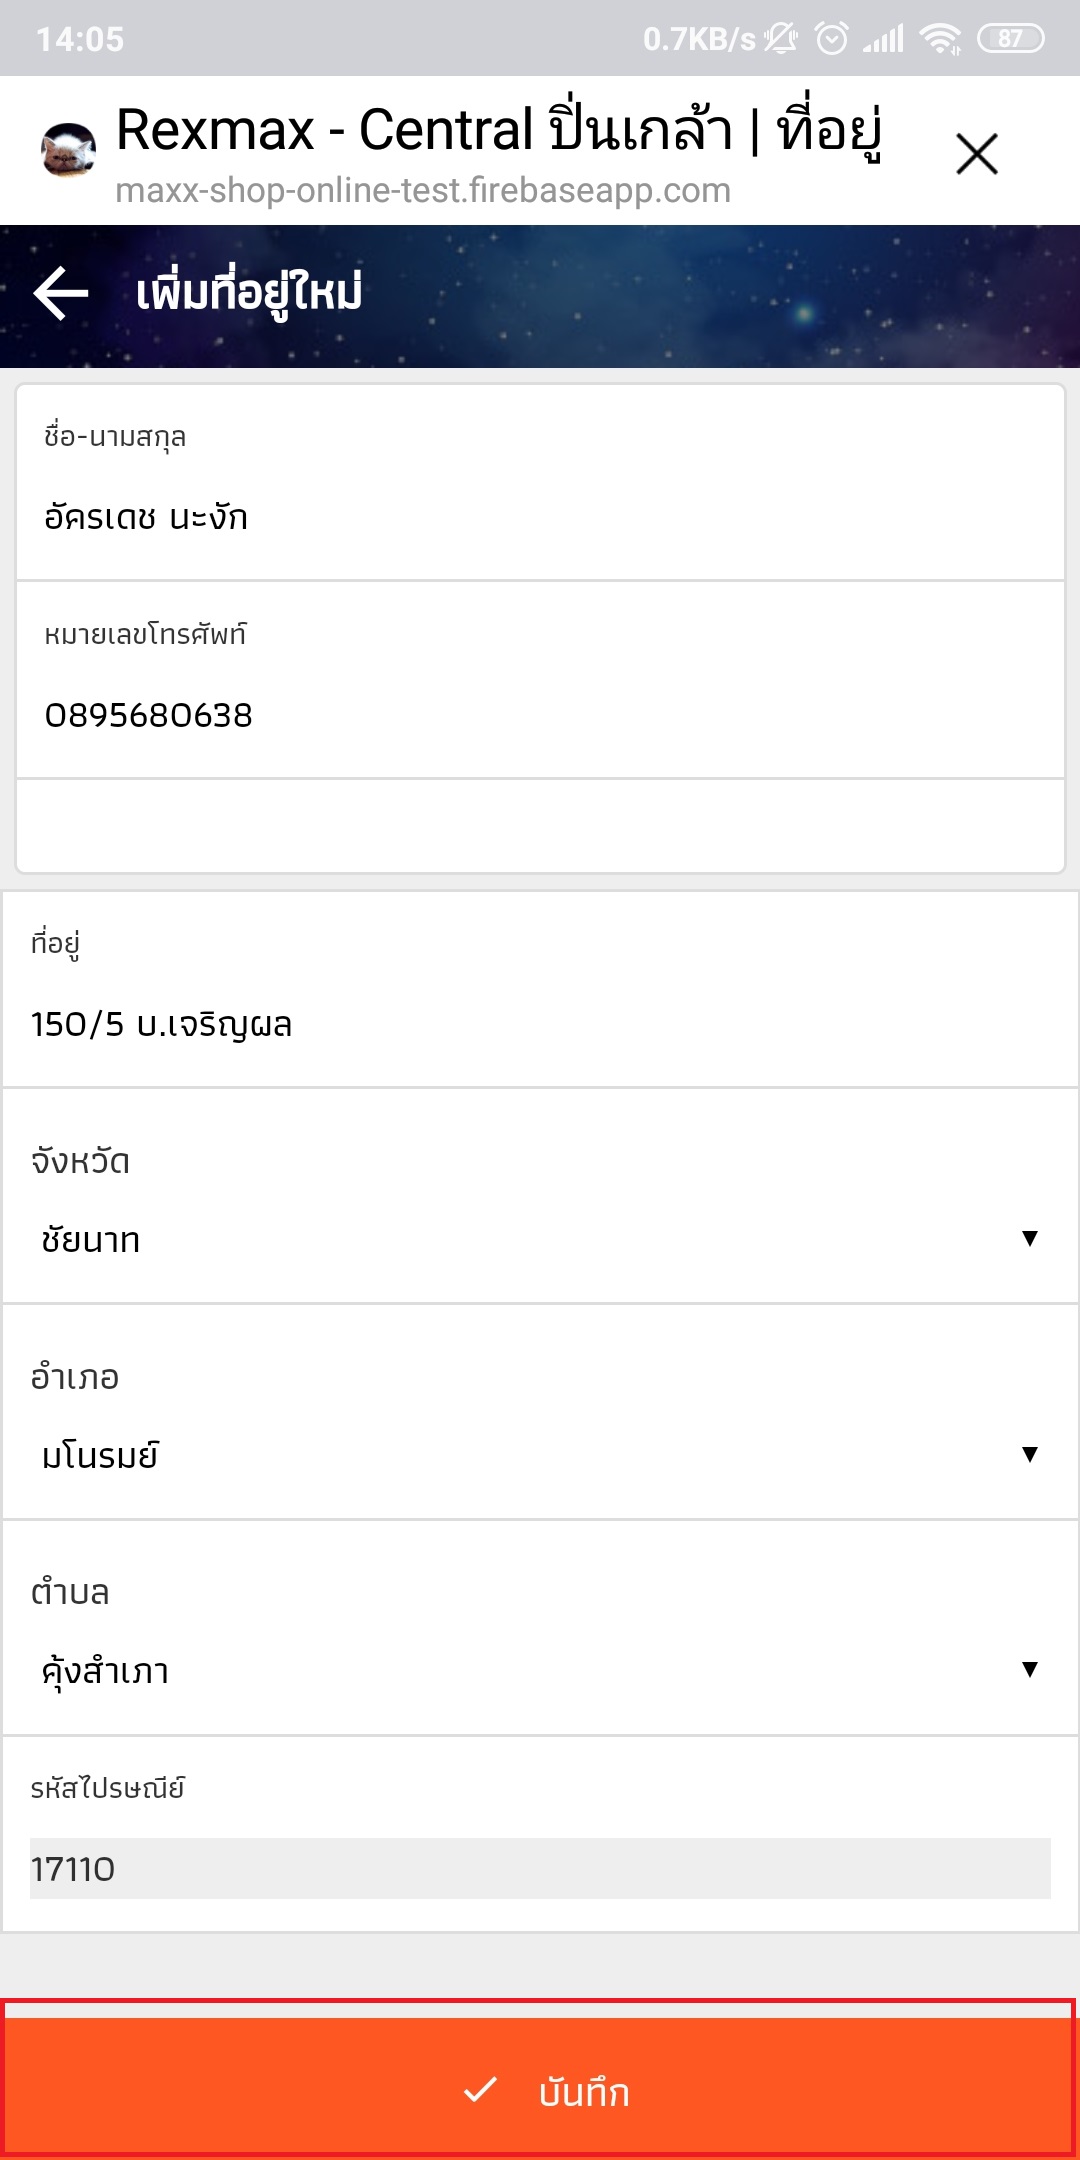 14:05 0.7KB/s 87
Rexmax - Central ปิ่นเกล้า | ที่อยู่
maxx-shop-online-test.firebaseapp.com
เพิ่มที่อยู่ใหม่
ชื่อ-นามสกุล
อัครเดช นะงัก
หมายเลขโทรศัพท์
0895680638
ที่อยู่
150/5 บ.เจริญผล
จังหวัด
ชัยนาท
อำเภอ
มโนรมย์
ตำบล
คุ้งสำเภา
รหัสไปรษณีย์
17110
บันทึก